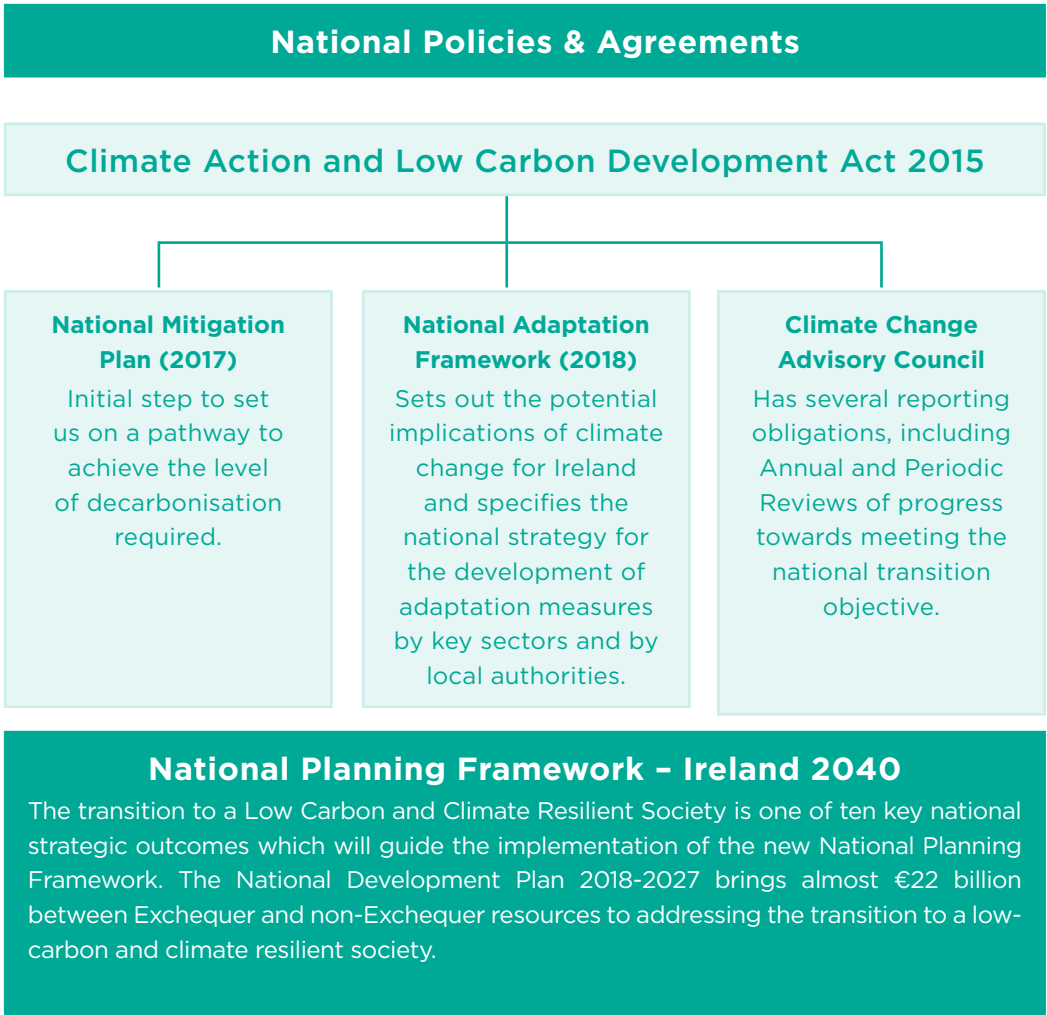 National Policies & Agreements
Climate Action and Low Carbon Development Act 2015
National Mitigation
Plan (2017)
Initial step to set
us on a pathway to
achieve the level
of decarbonisation
required.
National Adaptation
Framework (2018)
Sets out the potential
implications of climate
change for Ireland
and specifies the
national strategy for
the development of
adaptation measures
by key sectors and by
local authorities.
Climate Change
Advisory Council
Has several reporting
obligations, including
Annual and Periodic
Reviews of progress
towards meeting the
national transition
objective.
National Planning Framework – Ireland 2040
The transition to a Low Carbon and Climate Resilient Society is one of ten key national
strategic outcomes which will guide the implementation of the new National Planning
Framework. The National Development Plan 2018-2027 brings almost €22 billion
between Exchequer and non-Exchequer resources to addressing the transition to a low-
carbon and climate resilient society.